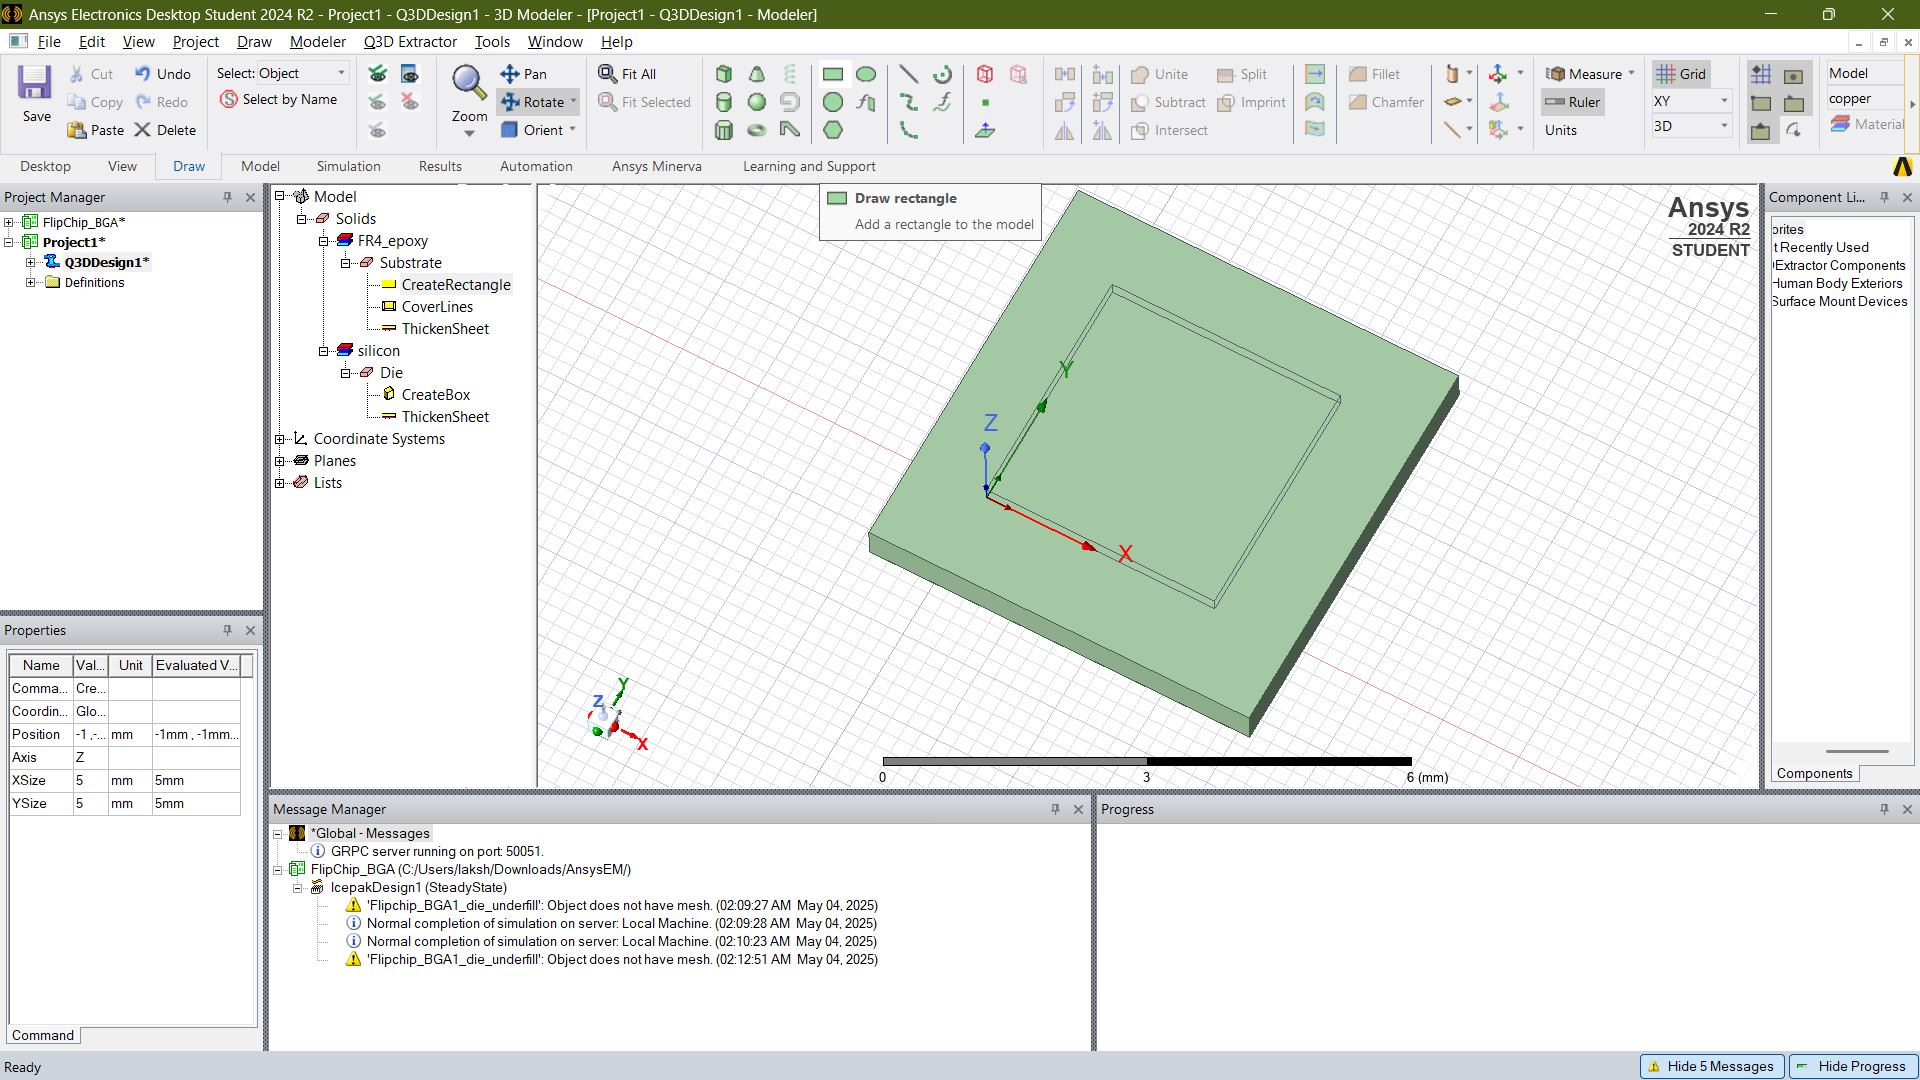 Ansys Electronics Desktop Student 2024 R2 - Project1 - Q3DDesign1 - 3D Modeler - [Project1 - Q3DDesign1 - Modeler]
File Edit View Project Draw Modeler Q3D Extractor Tools Window Help
Save
Cut
Copy
Paste
Undo
Redo
Delete
Select: Object
Select by Name
Zoom
Pan
Rotate
Orient
Fit All
Fit Selected
Unite
Subtract
Intersect
Split
Imprint
Fillet
Chamfer
Measure
Ruler
Units
Grid
XY
3D
Model
copper
Material
Desktop View Draw Model Simulation Results Automation Ansys Minerva Learning and Support
Project Manager
FlipChip_BGA*
Project1*
Q3DDesign1*
Definitions
Model
Solids
FR4_epoxy
Substrate
CreateRectangle
CoverLines
ThickenSheet
silicon
Die
CreateBox
ThickenSheet
Coordinate Systems
Planes
Lists
Draw rectangle
Add a rectangle to the model
Ansys
2024 R2
STUDENT
Y
Z
X
Y
Z
X
0 3 6 (mm)
Component Li...
orites
t Recently Used
Extractor Components
Human Body Exteriors
Surface Mount Devices
Components
Properties
Name Val... Unit Evaluated V...
Comma... Cre...
Coordin... Glo...
Position -1 ,-... mm -1mm , -1mm...
Axis Z
XSize 5 mm 5mm
YSize 5 mm 5mm
Command
Message Manager
*Global - Messages
GRPC server running on port: 50051.
FlipChip_BGA (C:/Users/laksh/Downloads/AnsysEM/)
IcepakDesign1 (SteadyState)
'Flipchip_BGA1_die_underfill': Object does not have mesh. (02:09:27 AM May 04, 2025)
Normal completion of simulation on server: Local Machine. (02:09:28 AM May 04, 2025)
Normal completion of simulation on server: Local Machine. (02:10:23 AM May 04, 2025)
'Flipchip_BGA1_die_underfill': Object does not have mesh. (02:12:51 AM May 04, 2025)
Progress
Ready
Hide 5 Messages
Hide Progress